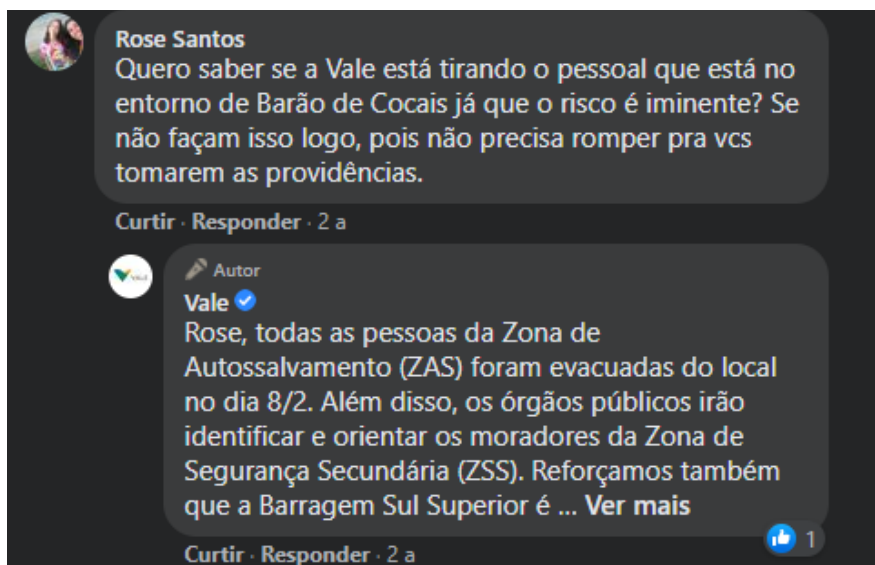 Rose Santos
Quero saber se a Vale está tirando o pessoal que está no
entorno de Barão de Cocais já que o risco é iminente? Se
não façam isso logo, pois não precisa romper pra vcs
tomarem as providências.
Curtir · Responder · 2 a
Autor
Vale
Rose, todas as pessoas da Zona de
Autossalvamento (ZAS) foram evacuadas do local
no dia 8/2. Além disso, os órgãos públicos irão
identificar e orientar os moradores da Zona de
Segurança Secundária (ZSS). Reforçamos também
que a Barragem Sul Superior é ... Ver mais
1
Curtir · Responder · 2 a